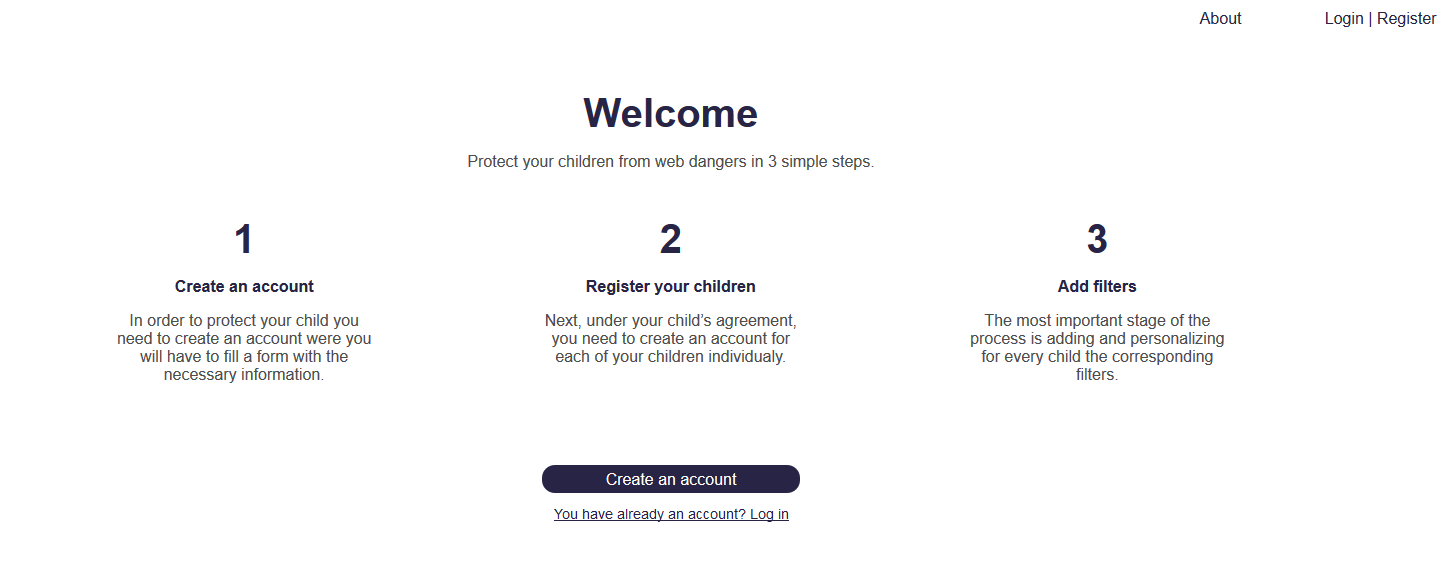 About
Login | Register
Welcome
Protect your children from web dangers in 3 simple steps.
1
Create an account
In order to protect your child you
need to create an account were you
will have to fill a form with the
necessary information.
2
Register your children
Next, under your child’s agreement,
you need to create an account for
each of your children individualy.
3
Add filters
The most important stage of the
process is adding and personalizing
for every child the corresponding
filters.
Create an account
You have already an account? Log in